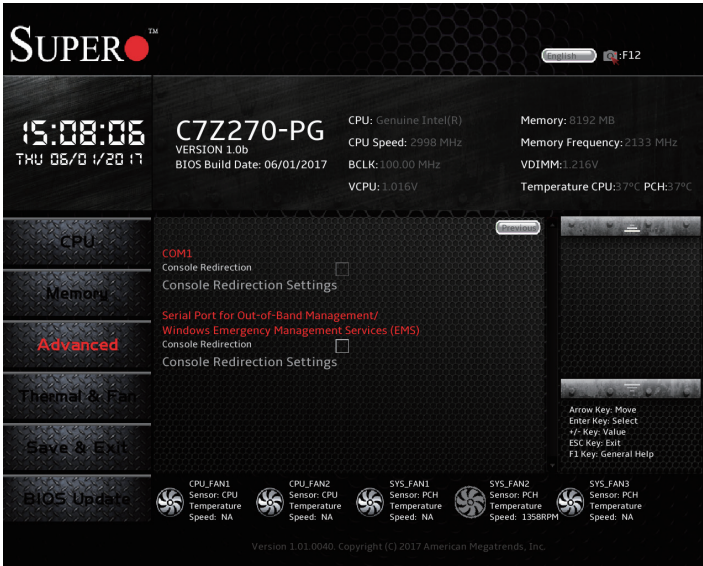 SUPER TM
English :F12
15:08:06
THU 06/01/2017
C7Z270-PG
VERSION 1.0b
BIOS Build Date: 06/01/2017
CPU: Genuine Intel(R)
CPU Speed: 2998 MHz
BCLK:100.00 MHz
VCPU:1.016V
Memory: 8192 MB
Memory Frequency:2133 MHz
VDIMM:1.216V
Temperature CPU:37°C PCH:37°C
CPU
Memory
Advanced
Thermal & Fan
Save & Exit
BIOS Update
Previous
COM1
Console Redirection
Console Redirection Settings
Serial Port for Out-of-Band Management/
Windows Emergency Management Services (EMS)
Console Redirection
Console Redirection Settings
Arrow Key: Move
Enter Key: Select
+/- Key: Value
ESC Key: Exit
F1 Key: General Help
CPU_FAN1
Sensor: CPU
Temperature
Speed: NA
CPU_FAN2
Sensor: CPU
Temperature
Speed: NA
SYS_FAN1
Sensor: PCH
Temperature
Speed: NA
SYS_FAN2
Sensor: PCH
Temperature
Speed: 1358RPM
SYS_FAN3
Sensor: PCH
Temperature
Speed: NA
Version 1.01.0040. Copyright (C) 2017 American Megatrends, Inc.